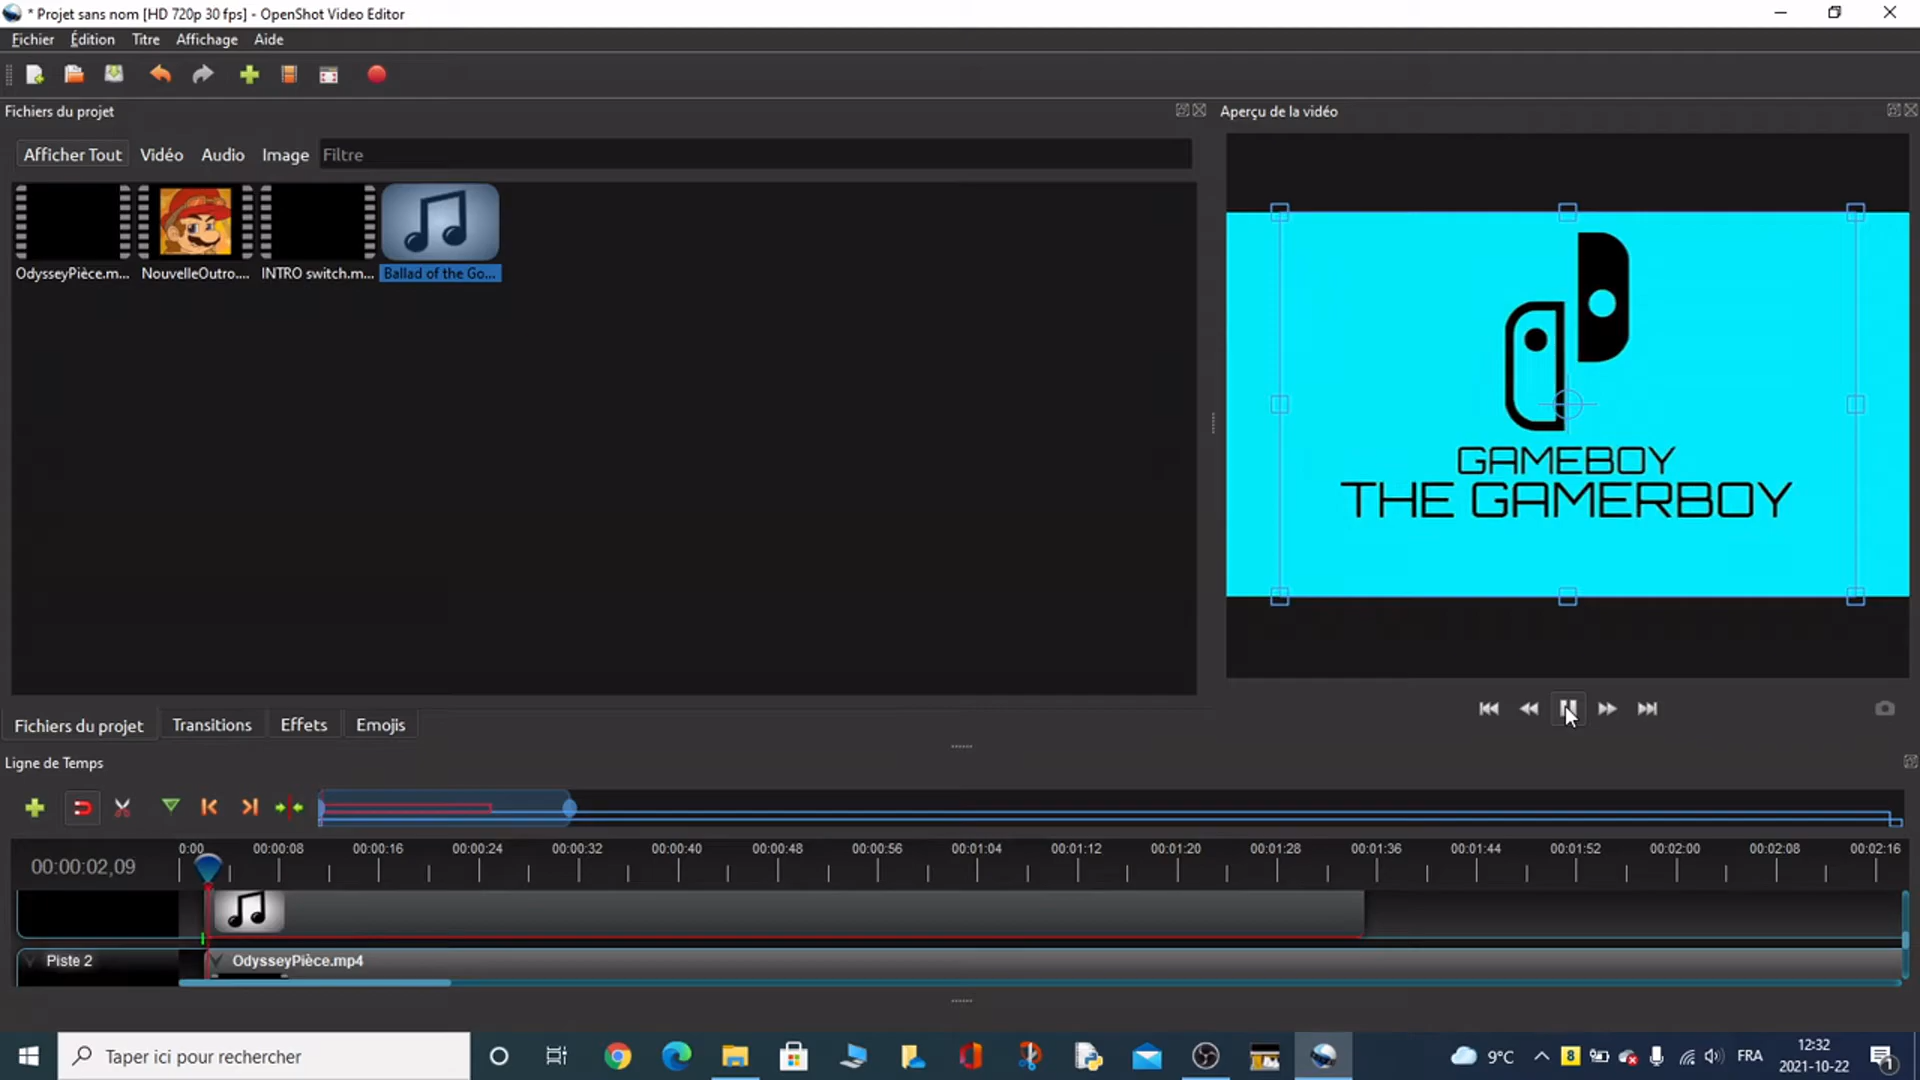 * Projet sans nom [HD 720p 30 fps] - OpenShot Video Editor
Fichier Édition Titre Affichage Aide
Fichiers du projet
Aperçu de la vidéo
Afficher Tout Vidéo Audio Image Filtre
OdysseyPièce.m... NouvelleOutro.... INTRO switch.m... Ballad of the Go...
GAMEBOY
THE GAMERBOY
Fichiers du projet Transitions Effets Emojis
Ligne de Temps
00:00:02,09
0:00 00:00:08 00:00:16 00:00:24 00:00:32 00:00:40 00:00:48 00:00:56 00:01:04 00:01:12 00:01:20 00:01:28 00:01:36 00:01:44 00:01:52 00:02:00 00:02:08 00:02:16
Piste 2 OdysseyPièce.mp4
Taper ici pour rechercher
9°C
8
FRA
12:32
2021-10-22
1